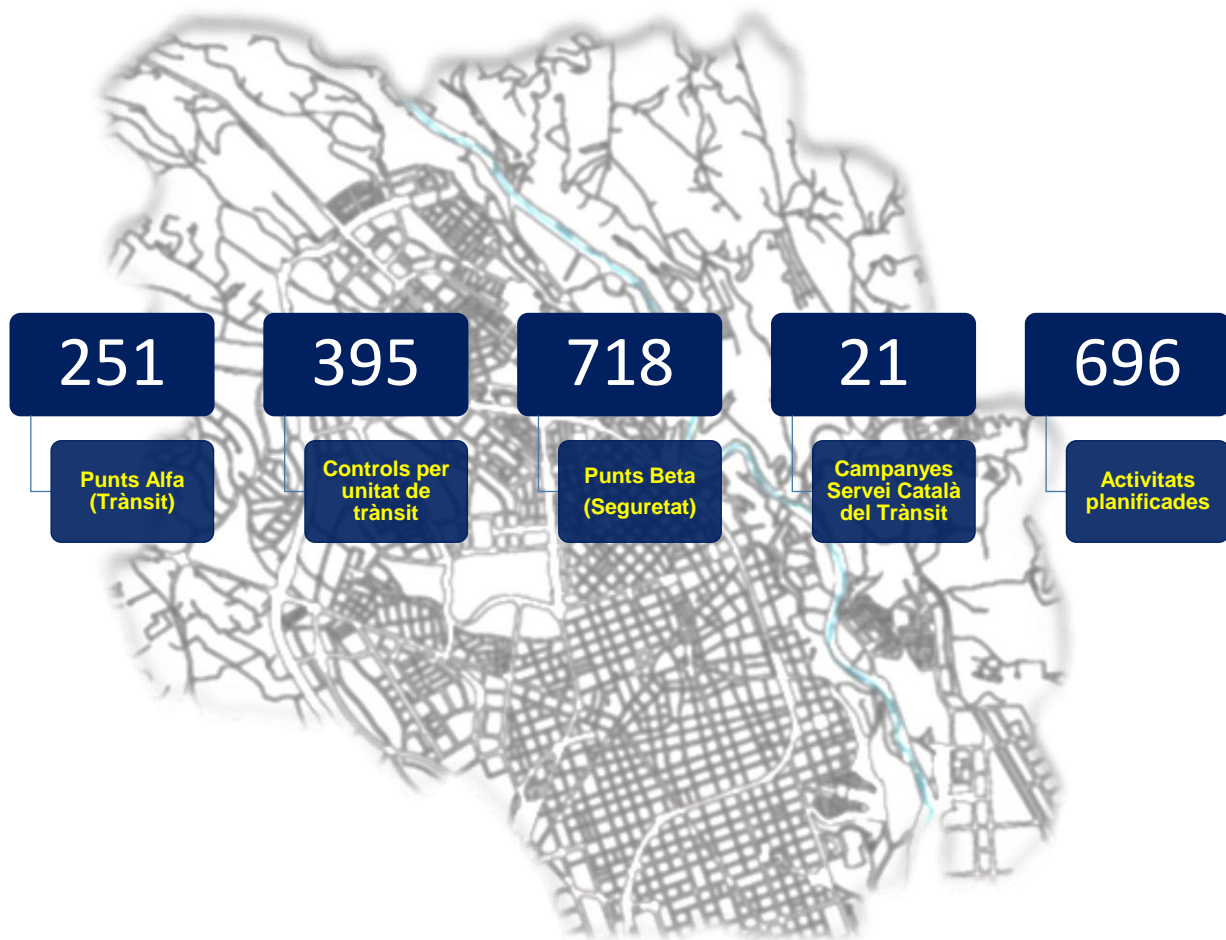 251
Punts Alfa
(Trànsit)
395
Controls per
unitat de
trànsit
718
Punts Beta
(Seguretat)
21
Campanyes
Servei Català
del Trànsit
696
Activitats
planificades